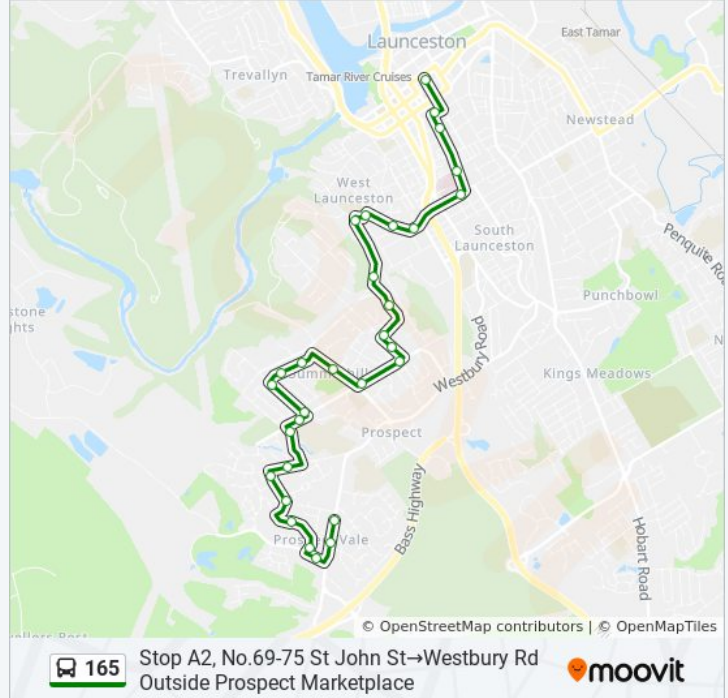 Launceston
East Tamar
Trevallyn
Tamar River Cruises
Newstead
West
Launceston
South
Launceston
Penquite Ro
stone
hts
Punchbowl
N
Westbury Road
Kings Meadows
Prospect
Bass Highway
Hobart Road
Vale
© OpenStreetMap contributors | © OpenMapTiles
165
Stop A2, No.69-75 St John St→Westbury Rd
Outside Prospect Marketplace
moovit